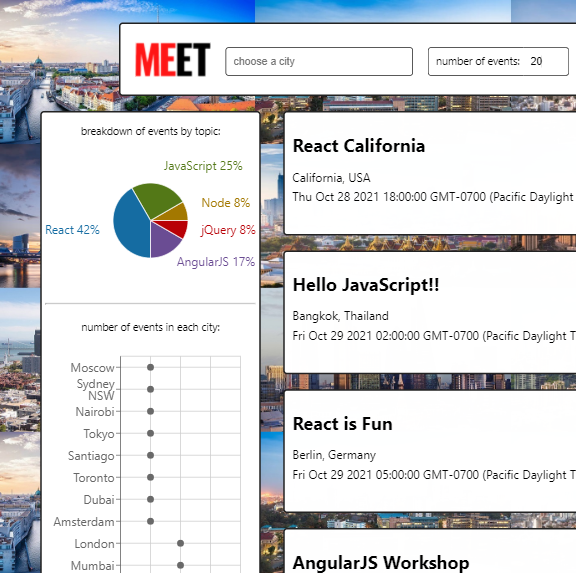 MEET
choose a city
number of events: 20
breakdown of events by topic:
JavaScript 25%
Node 8%
React 42%
jQuery 8%
AngularJS 17%
number of events in each city:
Moscow
Sydney
NSW
Nairobi
Tokyo
Santiago
Toronto
Dubai
Amsterdam
London
Mumbai
React California
California, USA
Thu Oct 28 2021 18:00:00 GMT-0700 (Pacific Daylight
Hello JavaScript!!
Bangkok, Thailand
Fri Oct 29 2021 02:00:00 GMT-0700 (Pacific Daylight T
React is Fun
Berlin, Germany
Fri Oct 29 2021 05:00:00 GMT-0700 (Pacific Daylight T
AngularJS Workshop